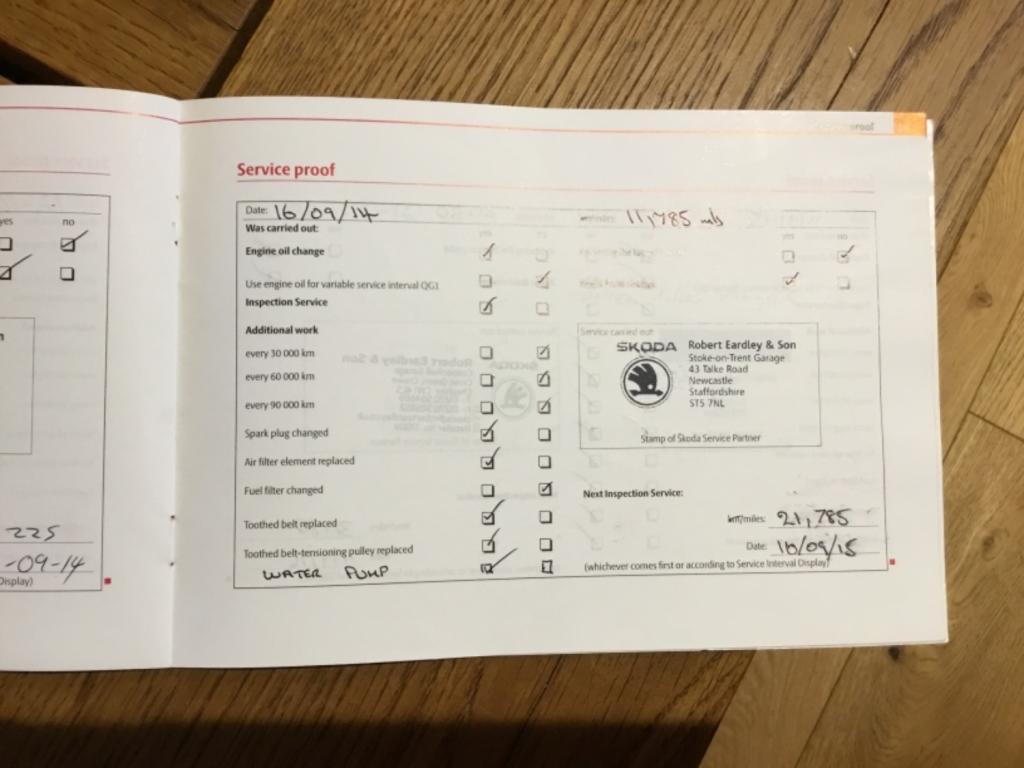 yes no
225
-09-14
Display)
Service proof
Date: 16/09/14 11,785 mls
Was carried out:
yes no
Engine oil change
Use engine oil for variable service interval QG1
Inspection Service
Additional work
every 30 000 km
every 60 000 km
every 90 000 km
Spark plug changed
Air filter element replaced
Fuel filter changed
Toothed belt replaced
Toothed belt-tensioning pulley replaced
WATER PUMP
Service carried out:
SKODA
Robert Eardley & Son
Stoke-on-Trent Garage
43 Talke Road
Newcastle
Staffordshire
ST5 7NL
Stamp of Škoda Service Partner
Next Inspection Service:
km/miles: 21,785
Date: 16/09/15
(whichever comes first or according to Service Interval Display)